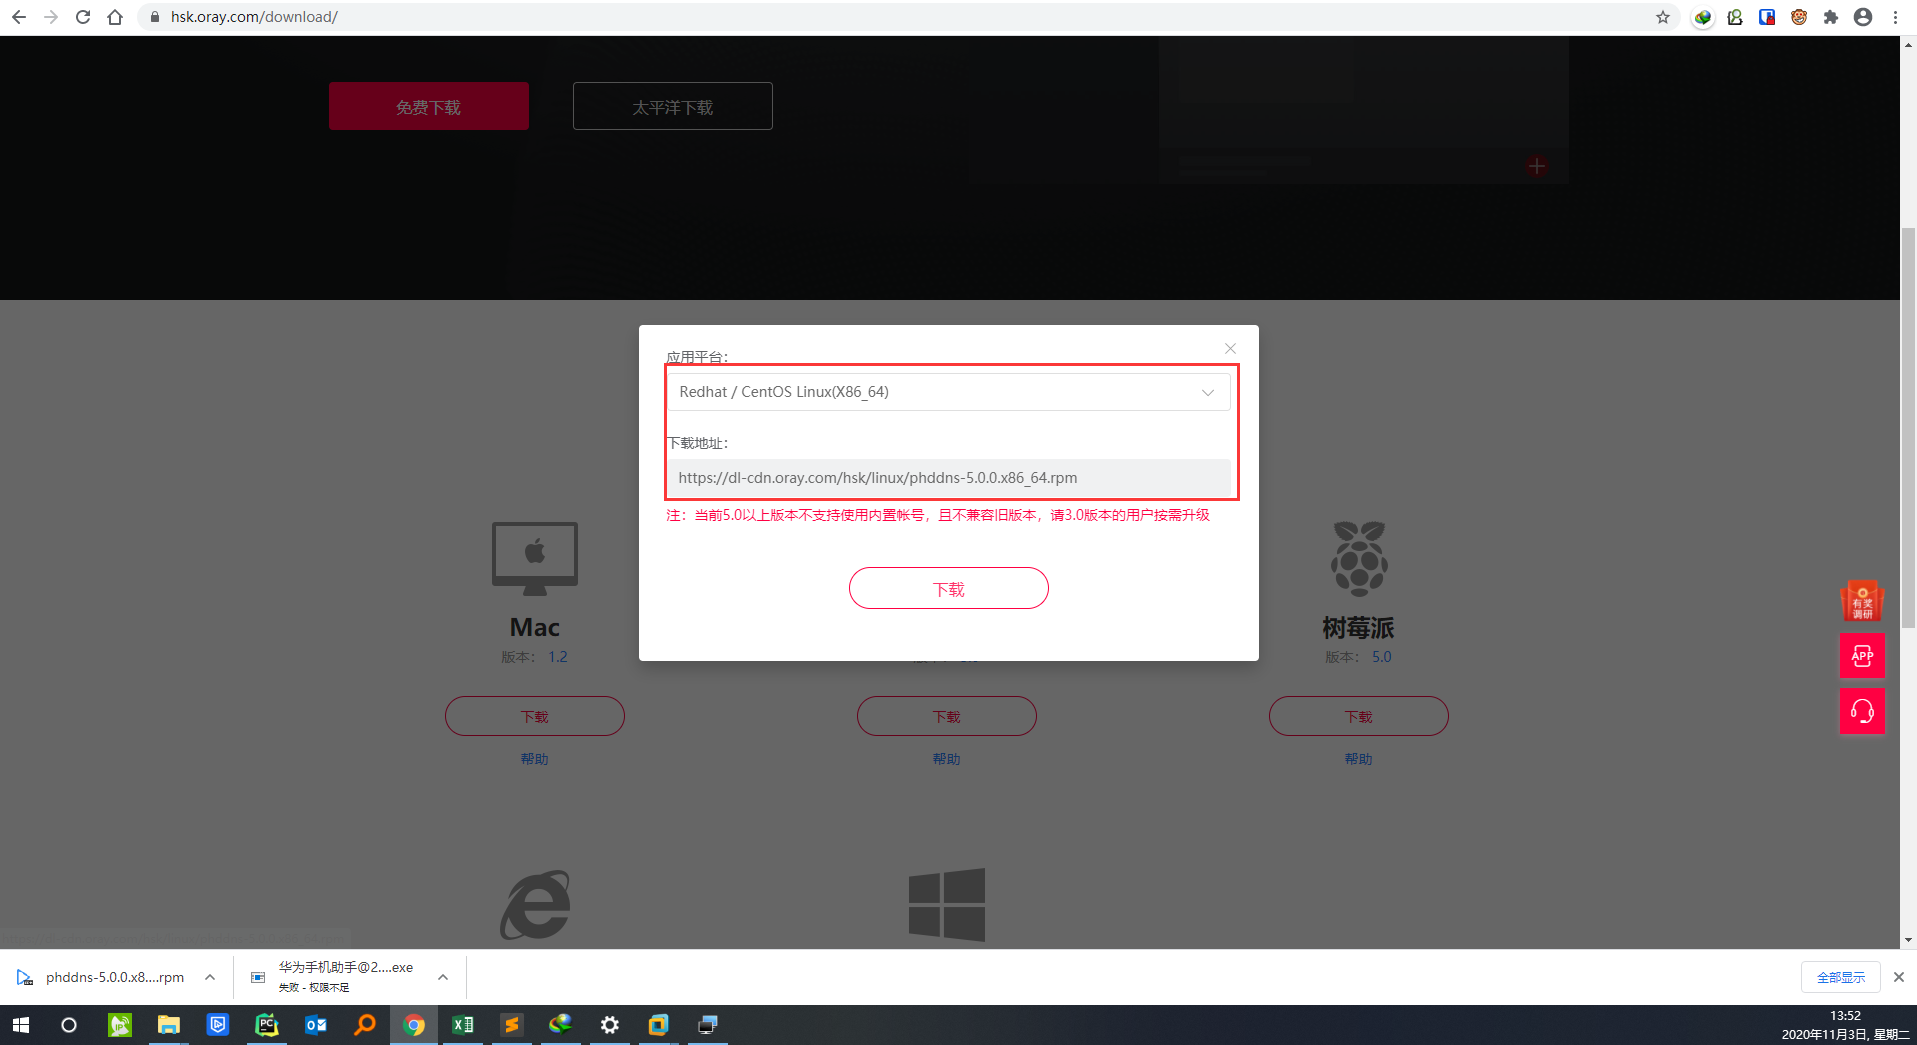 hsk.oray.com/download/
免费下载
太平洋下载
应用平台：
Redhat / CentOS Linux(X86_64)
下载地址：
https://dl-cdn.oray.com/hsk/linux/phddns-5.0.0.x86_64.rpm
注：当前5.0以上版本不支持使用内置帐号，且不兼容旧版本，请3.0版本的用户按需升级
下载
Mac
版本： 1.2
下载
帮助
下载
帮助
树莓派
版本： 5.0
下载
帮助
有奖
调研
APP
phddns-5.0.0.x8....rpm
华为手机助手@2....exe
失败 - 权限不足
全部显示
13:52
2020年11月3日, 星期二